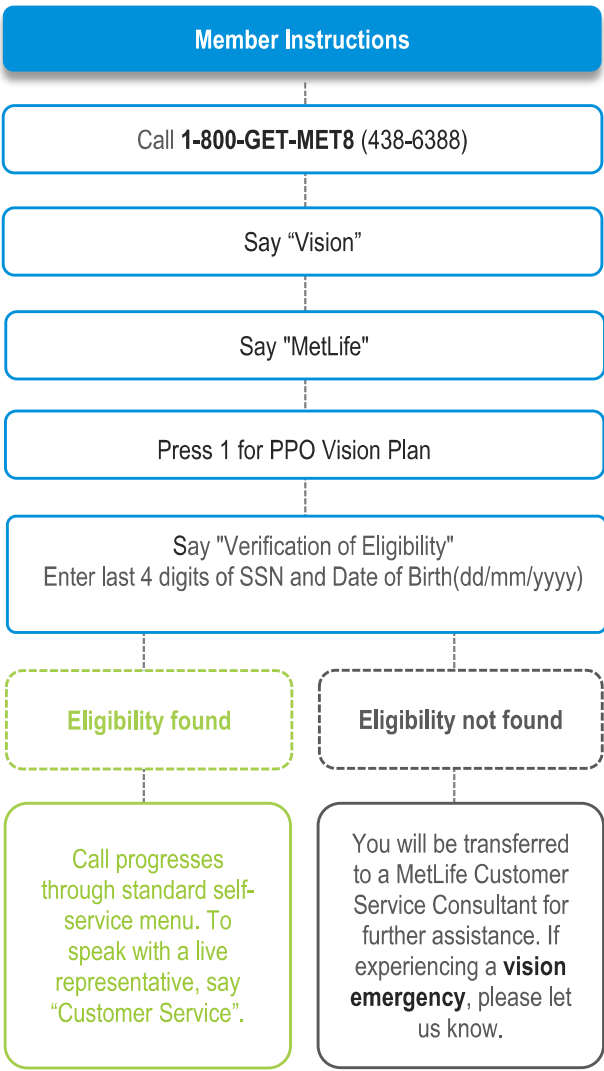 Member Instructions
Call 1-800-GET-MET8 (438-6388)
Say “Vision”
Say "MetLife"
Press 1 for PPO Vision Plan
Say "Verification of Eligibility"
Enter last 4 digits of SSN and Date of Birth(dd/mm/yyyy)
Eligibility found
Call progresses
through standard self-
service menu. To
speak with a live
representative, say
“Customer Service”.
Eligibility not found
You will be transferred
to a MetLife Customer
Service Consultant for
further assistance. If
experiencing a vision
emergency, please let
us know.